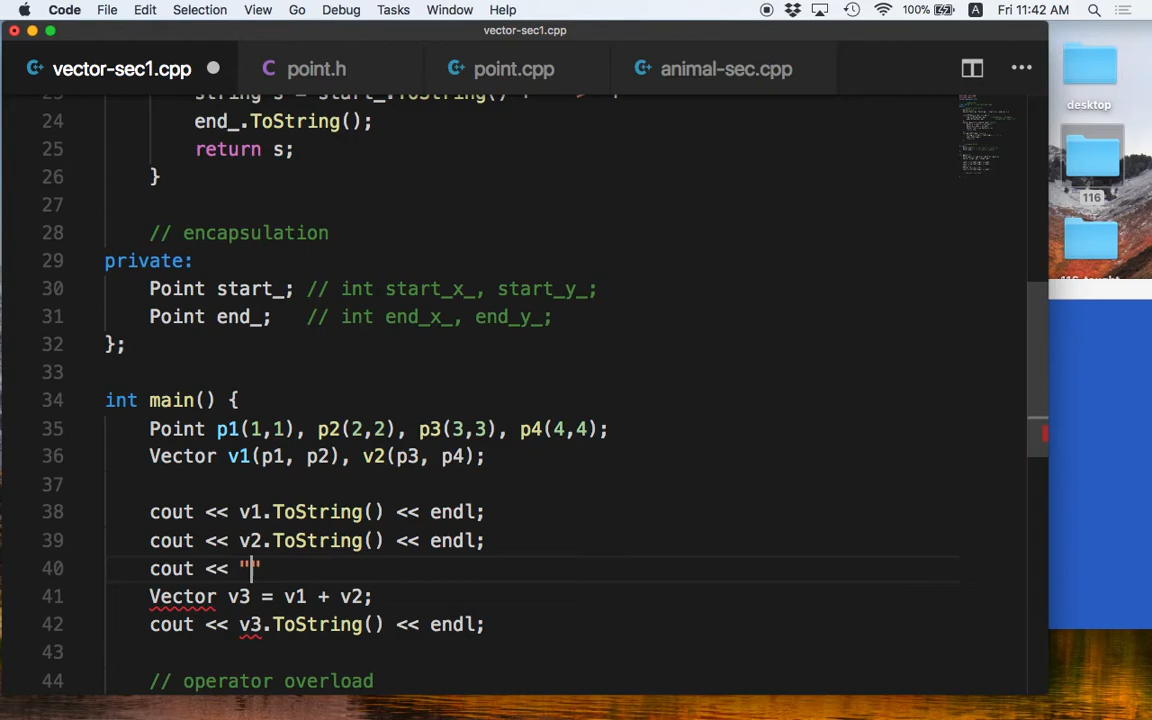 Code File Edit Selection View Go Debug Tasks Window Help 100% A Fri 11:42 AM
vector-sec1.cpp
vector-sec1.cpp point.h point.cpp animal-sec.cpp
desktop
116
string s = start_.ToString() +
24 end_.ToString();
25 return s;
26 }
27
28 // encapsulation
29 private:
30 Point start_; // int start_x_, start_y_;
31 Point end_; // int end_x_, end_y_;
32 };
33
34 int main() {
35 Point p1(1,1), p2(2,2), p3(3,3), p4(4,4);
36 Vector v1(p1, p2), v2(p3, p4);
37
38 cout << v1.ToString() << endl;
39 cout << v2.ToString() << endl;
40 cout << ""
41 Vector v3 = v1 + v2;
42 cout << v3.ToString() << endl;
43
44 // operator overload